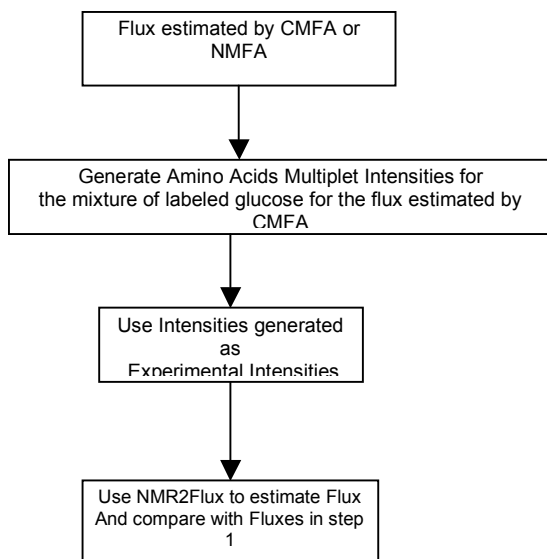 Flux estimated by CMFA or
NMFA
Generate Amino Acids Multiplet Intensities for
the mixture of labeled glucose for the flux estimated by
CMFA
Use Intensities generated
as
Experimental Intensities
Use NMR2Flux to estimate Flux
And compare with Fluxes in step
1